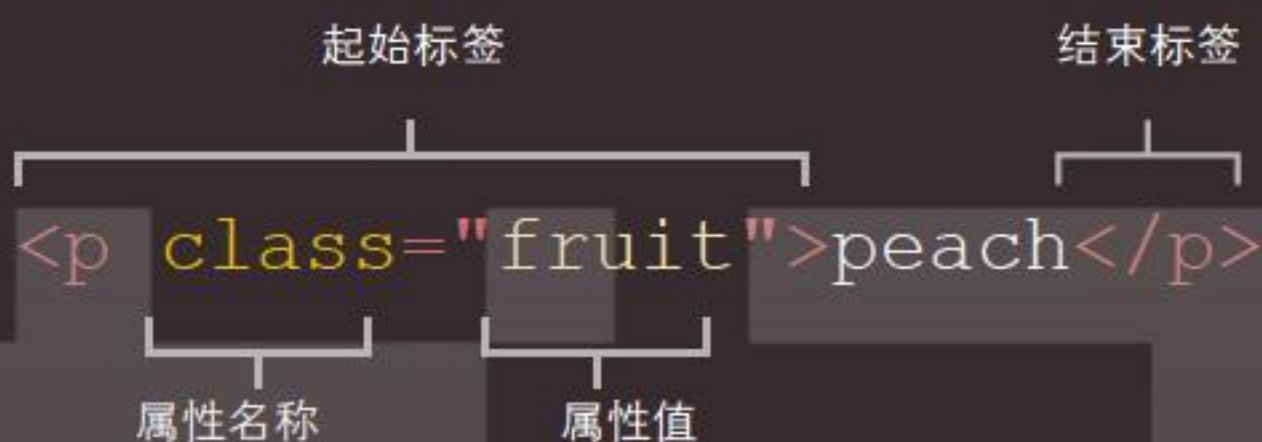 起始标签 结束标签
<p class="fruit">peach</p>
属性名称 属性值